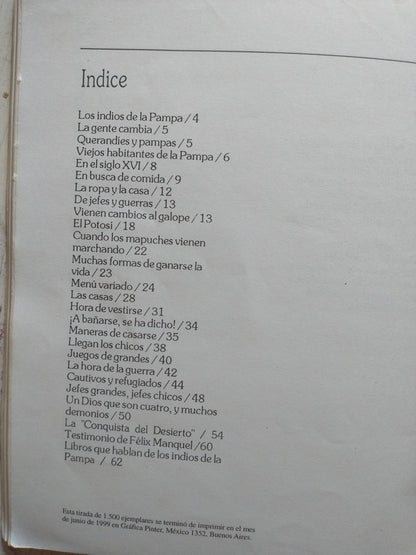 Indice
Los indios de la Pampa / 4
La gente cambia / 5
Querandíes y pampas / 5
Viejos habitantes de la Pampa / 6
En el siglo XVI / 8
En busca de comida / 9
La ropa y la casa / 12
De jefes y guerras / 13
Vienen cambios al galope / 13
El Potosí / 18
Cuando los mapuches vienen
marchando / 22
Muchas formas de ganarse la
vida / 23
Menú variado / 24
Las casas / 28
Hora de vestirse / 31
¡A bañarse, se ha dicho! / 34
Maneras de casarse / 35
Llegan los chicos / 38
Juegos de grandes / 40
La hora de la guerra / 42
Cautivos y refugiados / 44
Jefes grandes, jefes chicos / 48
Un Dios que son cuatro, y muchos
demonios / 50
La "Conquista del Desierto" / 54
Testimonio de Félix Manquel /60
Libros que hablan de los indios de la
Pampa / 62
Esta tirada de 1.500 ejemplares se terminó de imprimir en el mes
de junio de 1999 en Gráfica Pinter, México 1352, Buenos Aires.